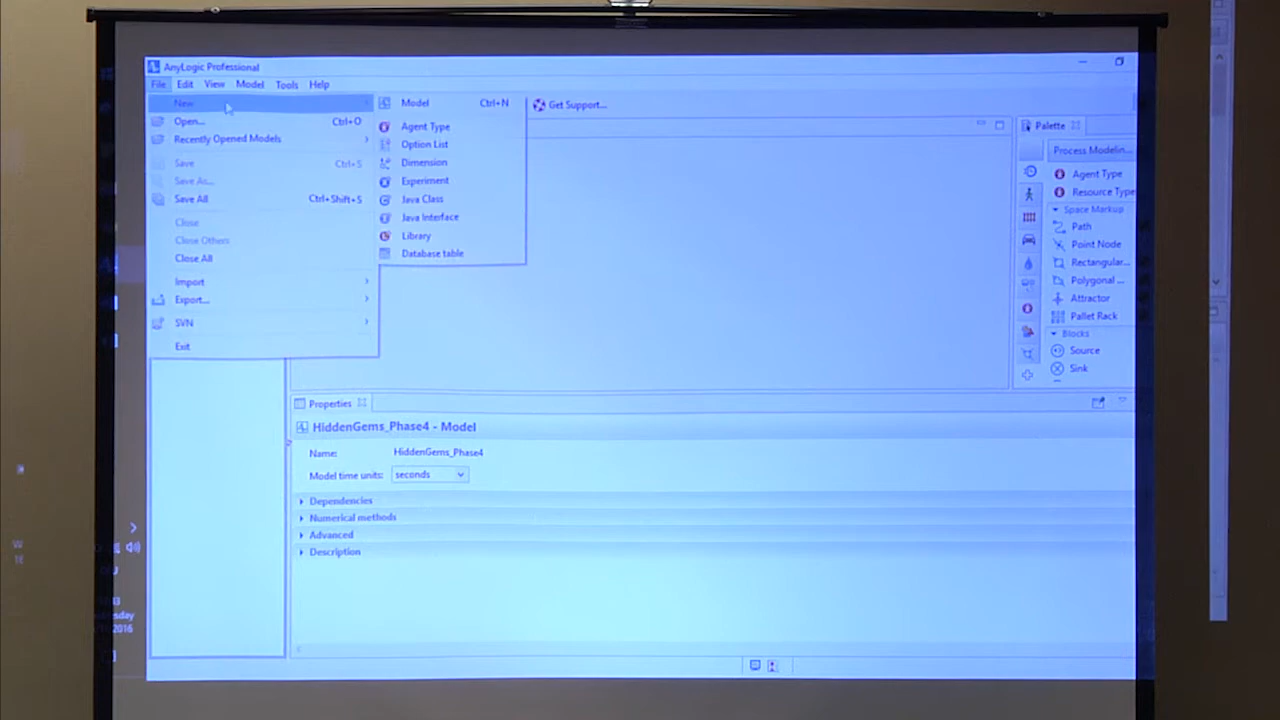 AnyLogic Professional
File Edit View Model Tools Help
New
Open... Ctrl+O
Recently Opened Models
Save Ctrl+S
Save As...
Save All Ctrl+Shift+S
Close
Close Others
Close All
Import
Export...
SVN
Exit
Model Ctrl+N
Agent Type
Option List
Dimension
Experiment
Java Class
Java Interface
Library
Database table
Get Support...
Palette
Process Modelin...
Agent Type
Resource Type
Space Markup
Path
Point Node
Rectangular...
Polygonal ...
Attractor
Pallet Rack
Blocks
Source
Sink
Properties
HiddenGems_Phase4 - Model
Name: HiddenGems_Phase4
Model time units: seconds
Dependencies
Numerical methods
Advanced
Description
2016